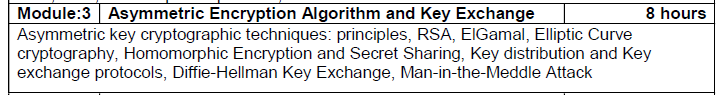 Module:3 Asymmetric Encryption Algorithm and Key Exchange 8 hours
Asymmetric key cryptographic techniques: principles, RSA, ElGamal, Elliptic Curve
cryptography, Homomorphic Encryption and Secret Sharing, Key distribution and Key
exchange protocols, Diffie-Hellman Key Exchange, Man-in-the-Meddle Attack